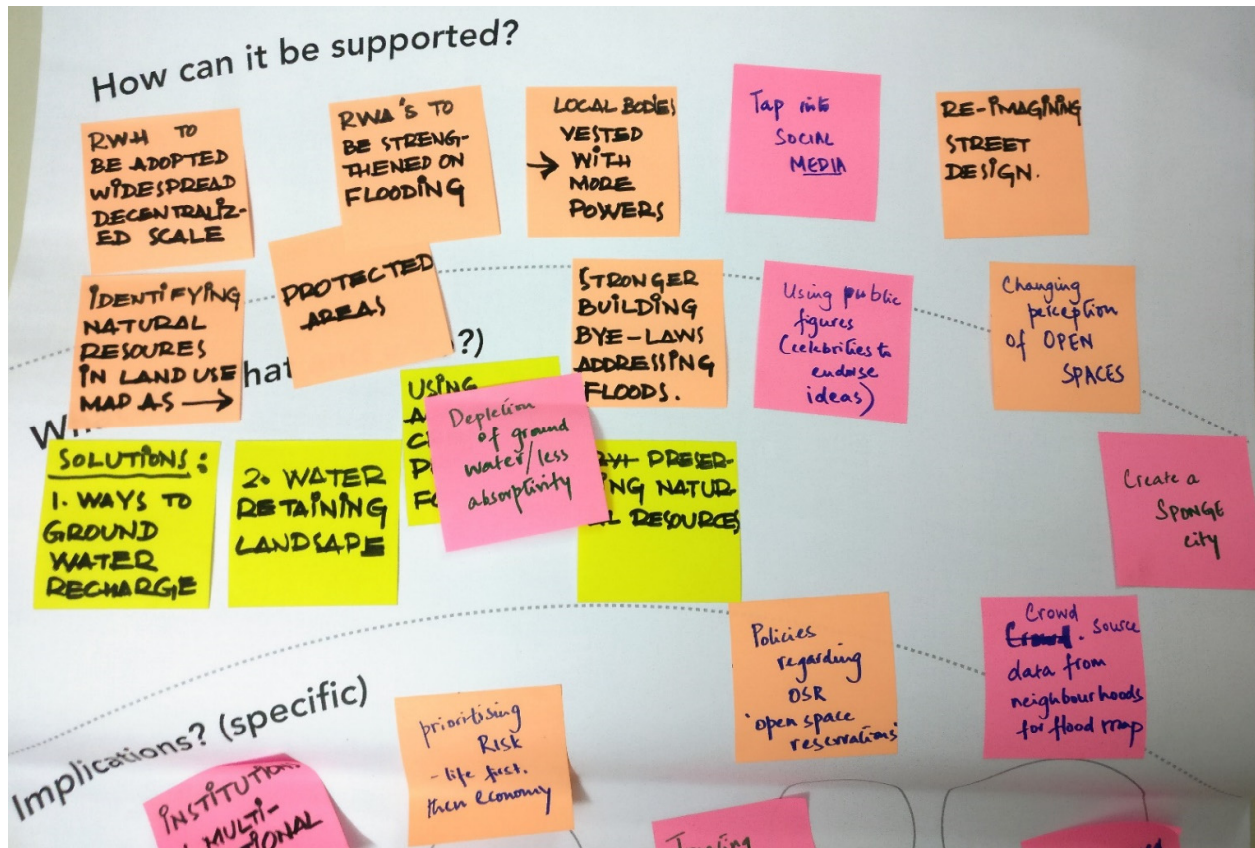 How can it be supported?
RWH TO
BE ADOPTED
WIDESPREAD
DECENTRALIZ-
ED SCALE
RWA'S TO
BE STRENG-
THENED ON
FLOODING
LOCAL BODIES
VESTED
→ WITH
MORE
POWERS
Tap into
SOCIAL
MEDIA
RE-IMAGINING
STREET
DESIGN.
IDENTIFYING
NATURAL
RESOURES
IN LAND USE
MAP AS →
PROTECTED
AREAS
STRONGER
BUILDING
BYE-LAWS
ADDRESSING
FLOODS.
Using public
figures
(celebrities to
endorse
ideas)
Changing
perception
of OPEN
SPACES
?)
SOLUTIONS:
1. WAYS TO
GROUND
WATER
RECHARGE
2. WATER
RETAINING
LANDSAPE
USING
Depletion
of ground
water/less
absorptivity
PRESER-
NG NATUR-
RESOURCES
Create a
SPONGE
city
Implications? (specific)
prioritising
RISK
- life first.
then economy
Policies
regarding
OSR
'open space
reservations'
Crowd
source
data from
neighbourhoods
for flood map
INSTITUTION
MULTI-
TIONAL